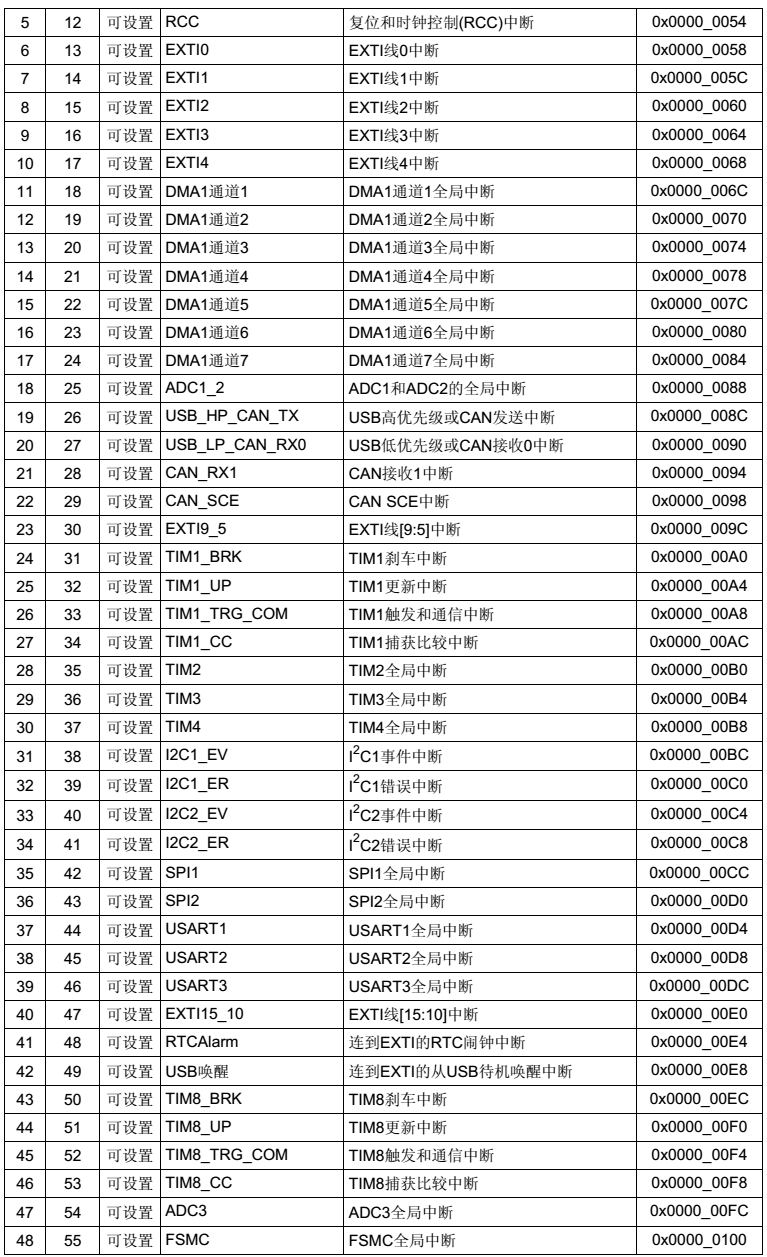 5 12 可设置 RCC 复位和时钟控制(RCC)中断 0x0000_0054
6 13 可设置 EXTI0 EXTI线0中断 0x0000_0058
7 14 可设置 EXTI1 EXTI线1中断 0x0000_005C
8 15 可设置 EXTI2 EXTI线2中断 0x0000_0060
9 16 可设置 EXTI3 EXTI线3中断 0x0000_0064
10 17 可设置 EXTI4 EXTI线4中断 0x0000_0068
11 18 可设置 DMA1通道1 DMA1通道1全局中断 0x0000_006C
12 19 可设置 DMA1通道2 DMA1通道2全局中断 0x0000_0070
13 20 可设置 DMA1通道3 DMA1通道3全局中断 0x0000_0074
14 21 可设置 DMA1通道4 DMA1通道4全局中断 0x0000_0078
15 22 可设置 DMA1通道5 DMA1通道5全局中断 0x0000_007C
16 23 可设置 DMA1通道6 DMA1通道6全局中断 0x0000_0080
17 24 可设置 DMA1通道7 DMA1通道7全局中断 0x0000_0084
18 25 可设置 ADC1_2 ADC1和ADC2的全局中断 0x0000_0088
19 26 可设置 USB_HP_CAN_TX USB高优先级或CAN发送中断 0x0000_008C
20 27 可设置 USB_LP_CAN_RX0 USB低优先级或CAN接收0中断 0x0000_0090
21 28 可设置 CAN_RX1 CAN接收1中断 0x0000_0094
22 29 可设置 CAN_SCE CAN SCE中断 0x0000_0098
23 30 可设置 EXTI9_5 EXTI线[9:5]中断 0x0000_009C
24 31 可设置 TIM1_BRK TIM1刹车中断 0x0000_00A0
25 32 可设置 TIM1_UP TIM1更新中断 0x0000_00A4
26 33 可设置 TIM1_TRG_COM TIM1触发和通信中断 0x0000_00A8
27 34 可设置 TIM1_CC TIM1捕获比较中断 0x0000_00AC
28 35 可设置 TIM2 TIM2全局中断 0x0000_00B0
29 36 可设置 TIM3 TIM3全局中断 0x0000_00B4
30 37 可设置 TIM4 TIM4全局中断 0x0000_00B8
31 38 可设置 I2C1_EV I²C1事件中断 0x0000_00BC
32 39 可设置 I2C1_ER I²C1错误中断 0x0000_00C0
33 40 可设置 I2C2_EV I²C2事件中断 0x0000_00C4
34 41 可设置 I2C2_ER I²C2错误中断 0x0000_00C8
35 42 可设置 SPI1 SPI1全局中断 0x0000_00CC
36 43 可设置 SPI2 SPI2全局中断 0x0000_00D0
37 44 可设置 USART1 USART1全局中断 0x0000_00D4
38 45 可设置 USART2 USART2全局中断 0x0000_00D8
39 46 可设置 USART3 USART3全局中断 0x0000_00DC
40 47 可设置 EXTI15_10 EXTI线[15:10]中断 0x0000_00E0
41 48 可设置 RTCAlarm 连到EXTI的RTC闹钟中断 0x0000_00E4
42 49 可设置 USB唤醒 连到EXTI的从USB待机唤醒中断 0x0000_00E8
43 50 可设置 TIM8_BRK TIM8刹车中断 0x0000_00EC
44 51 可设置 TIM8_UP TIM8更新中断 0x0000_00F0
45 52 可设置 TIM8_TRG_COM TIM8触发和通信中断 0x0000_00F4
46 53 可设置 TIM8_CC TIM8捕获比较中断 0x0000_00F8
47 54 可设置 ADC3 ADC3全局中断 0x0000_00FC
48 55 可设置 FSMC FSMC全局中断 0x0000_0100